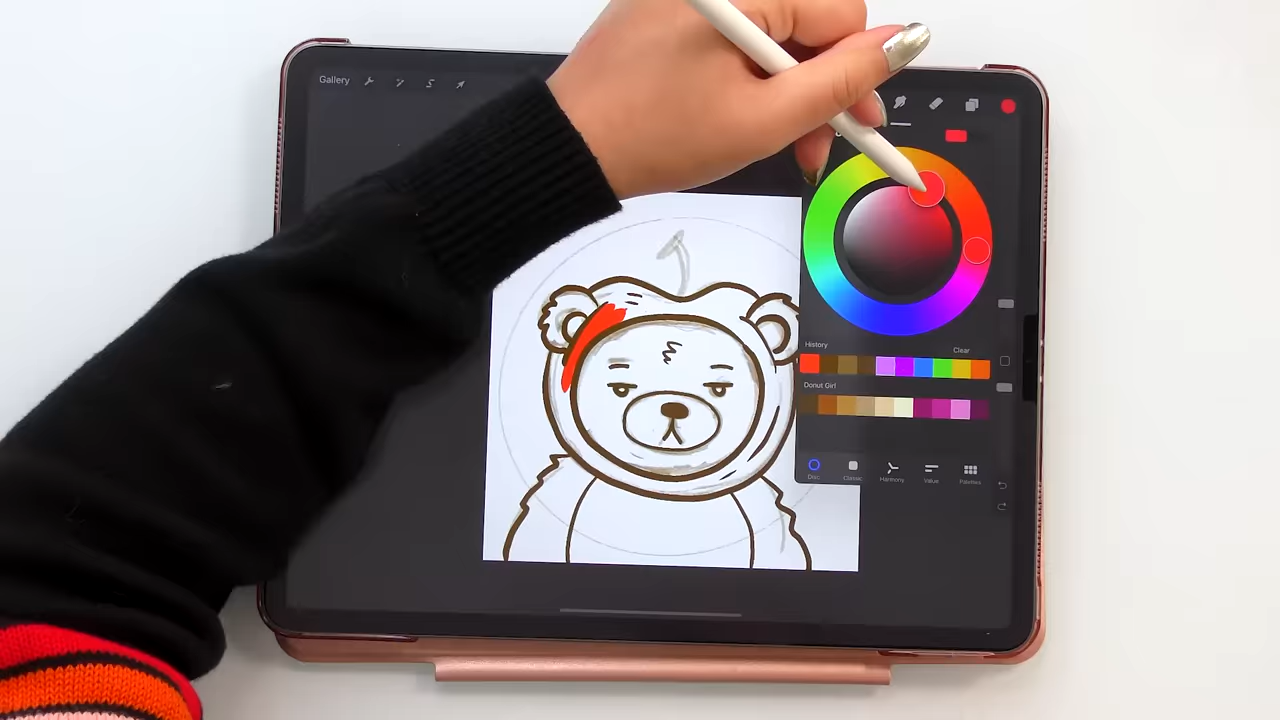 Gallery
History Clear
Donut Girl
Disc Classic Harmony Value Palettes